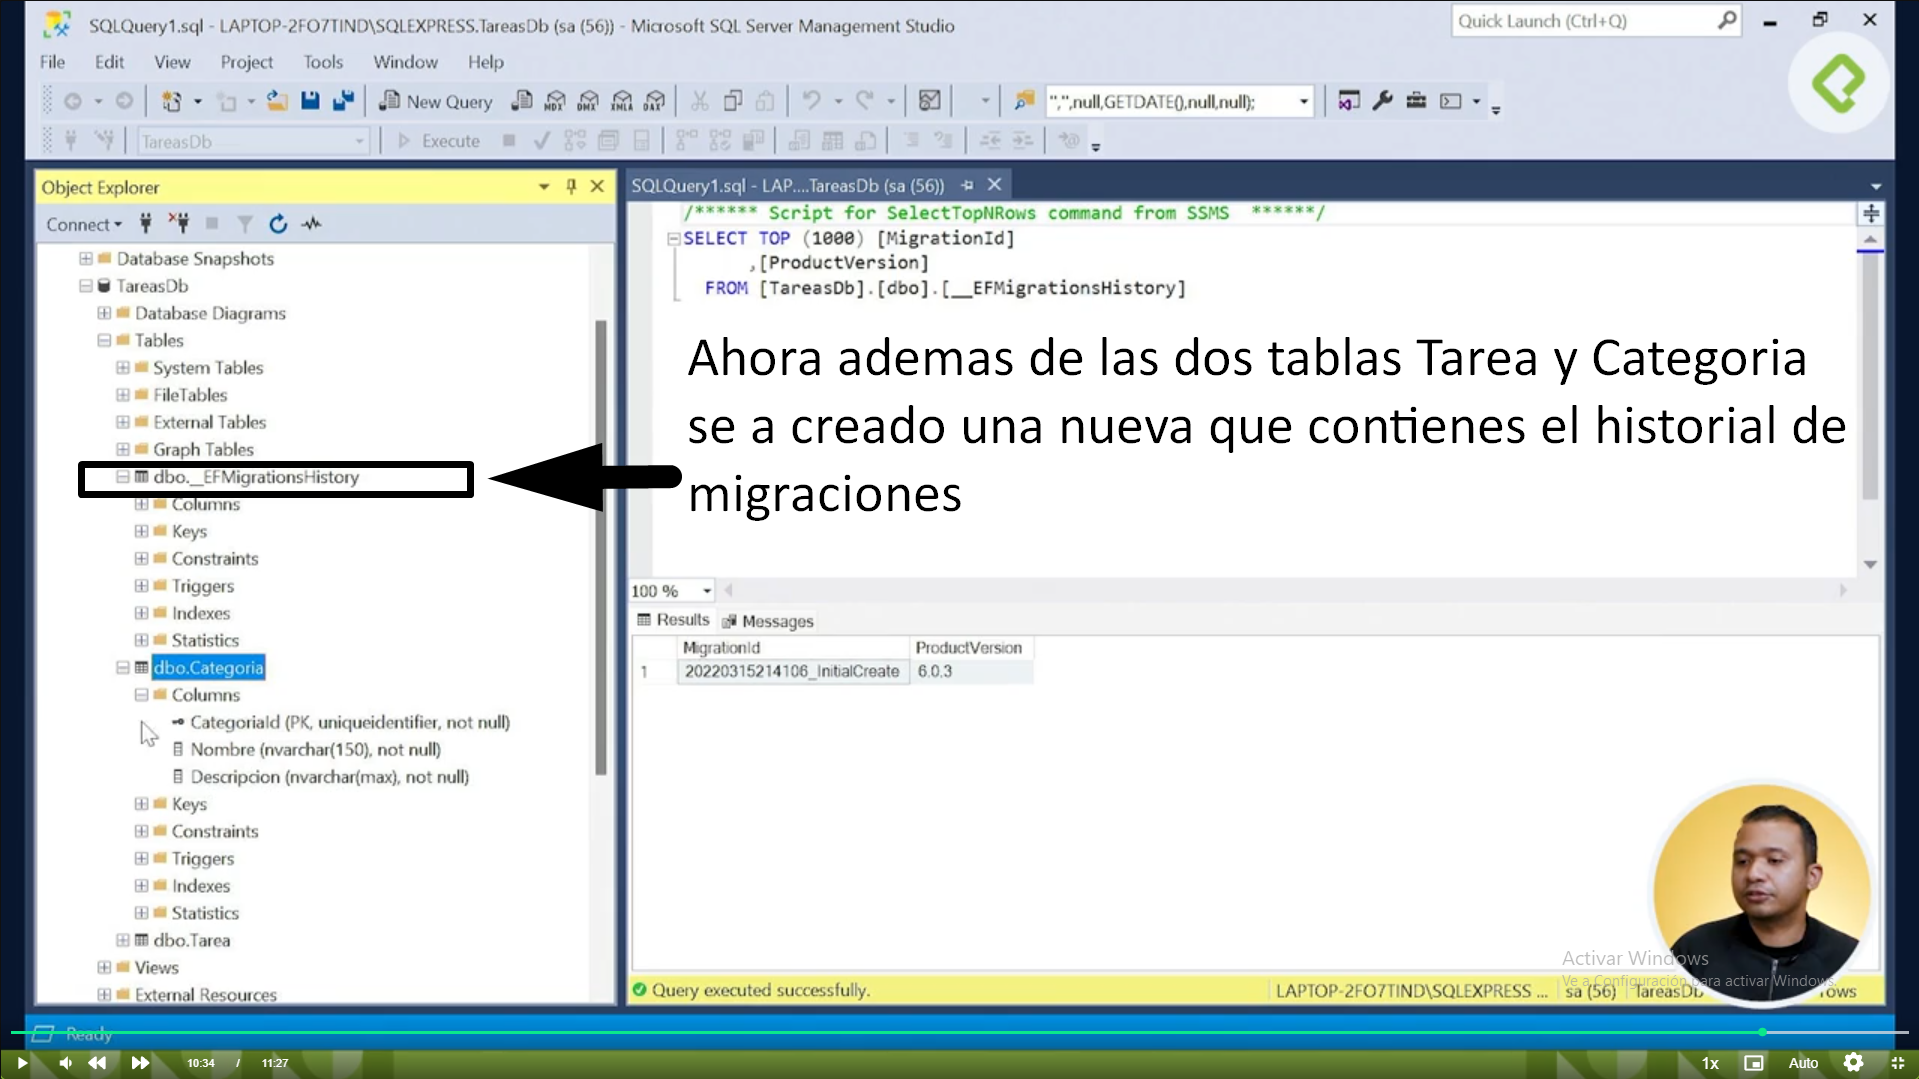 SQLQuery1.sql - LAPTOP-2FO7TIND\SQLEXPRESS.TareasDb (sa (56)) - Microsoft SQL Server Management Studio
Quick Launch (Ctrl+Q)
File Edit View Project Tools Window Help
New Query
MDX DMX XMLA DAX
",",null,GETDATE(),null,null);
TareasDb
Execute
Object Explorer
Connect
Database Snapshots
TareasDb
Database Diagrams
Tables
System Tables
FileTables
External Tables
Graph Tables
dbo.__EFMigrationsHistory
Columns
Keys
Constraints
Triggers
Indexes
Statistics
dbo.Categoria
Columns
CategoriaId (PK, uniqueidentifier, not null)
Nombre (nvarchar(150), not null)
Descripcion (nvarchar(max), not null)
Keys
Constraints
Triggers
Indexes
Statistics
dbo.Tarea
Views
External Resources
SQLQuery1.sql - LAP....TareasDb (sa (56))
/****** Script for SelectTopNRows command from SSMS ******/
SELECT TOP (1000) [MigrationId]
,[ProductVersion]
FROM [TareasDb].[dbo].[__EFMigrationsHistory]
Ahora ademas de las dos tablas Tarea y Categoria
se a creado una nueva que contienes el historial de
migraciones
100 %
Results Messages
MigrationId ProductVersion
1 20220315214106_InitialCreate 6.0.3
Activar Windows
Ve a Configuración para activar Windows.
Query executed successfully.
LAPTOP-2FO7TIND\SQLEXPRESS ... sa (56) TareasDb rows
Ready
10:34 / 11:27
1x
Auto